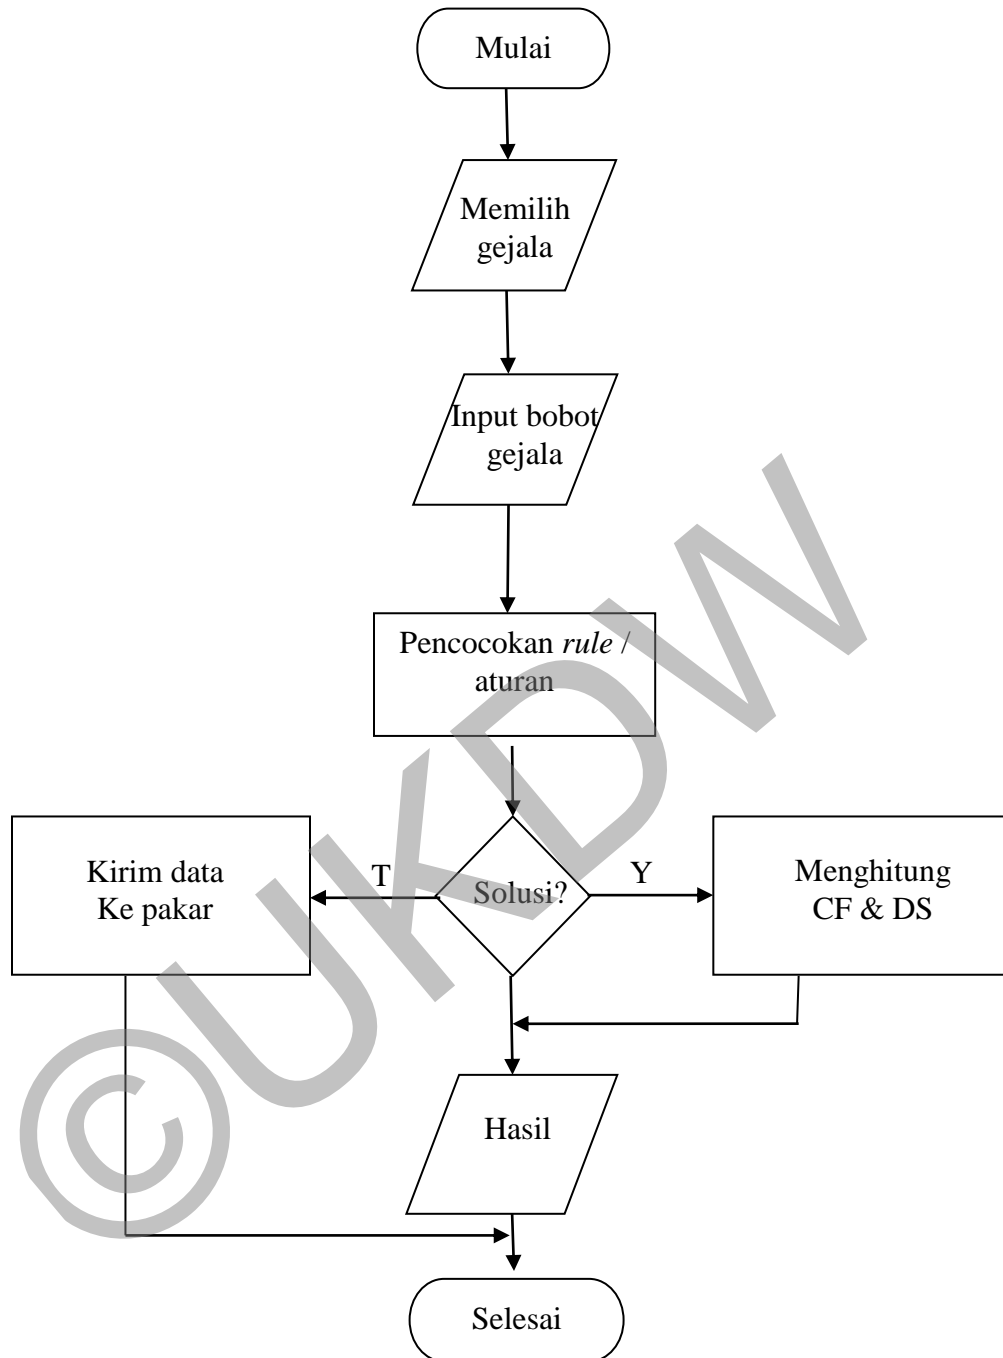 Mulai
Memilih
gejala
Input bobot
gejala
Pencocokan rule /
aturan
Kirim data
Ke pakar
T
Solusi?
Y
Menghitung
CF & DS
Hasil
Selesai
©UKDW